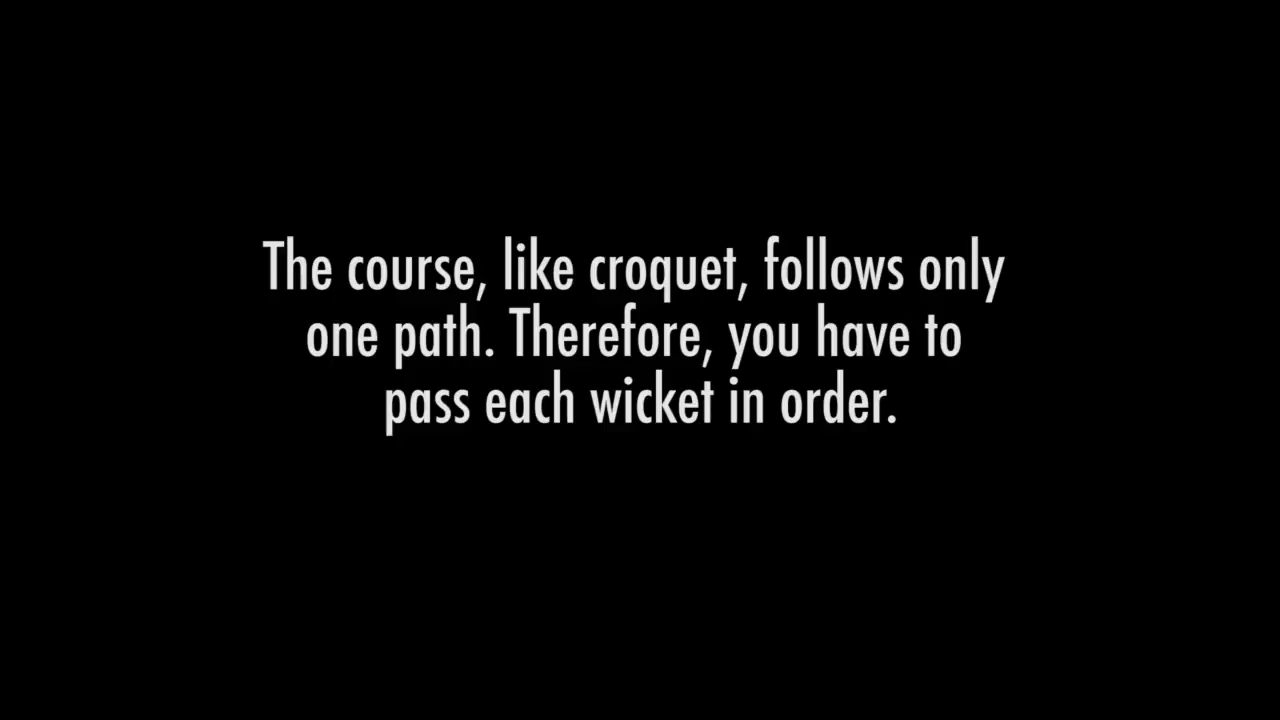 The course, like croquet, follows only
one path. Therefore, you have to
pass each wicket in order.